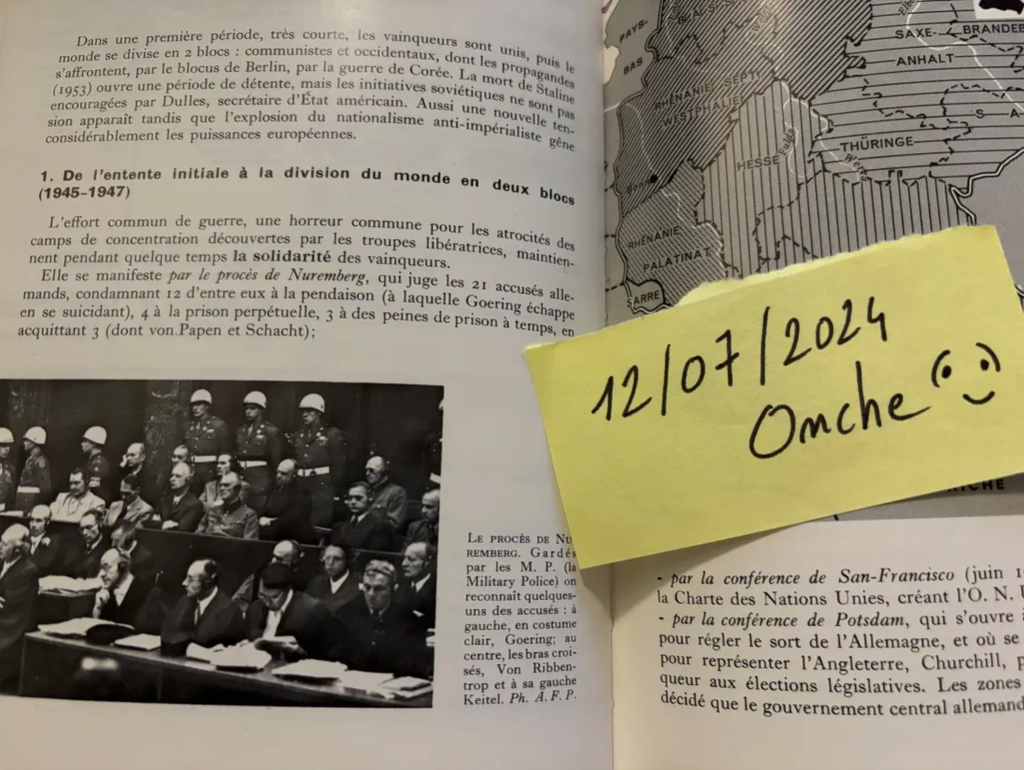 Dans une première période, très courte, les vainqueurs sont unis, puis le
monde se divise en 2 blocs : communistes et occidentaux, dont les propagandes
s'affrontent, par le blocus de Berlin, par la guerre de Corée. La mort de Staline
(1953) ouvre une période de détente, mais les initiatives soviétiques ne sont pas
encouragées par Dulles, secrétaire d'État américain. Aussi une nouvelle ten-
sion apparaît tandis que l'explosion du nationalisme anti-impérialiste gêne
considérablement les puissances européennes.
1. De l'entente initiale à la division du monde en deux blocs
(1945-1947)
L'effort commun de guerre, une horreur commune pour les atrocités des
camps de concentration découvertes par les troupes libératrices, maintien-
nent pendant quelque temps la solidarité des vainqueurs.
Elle se manifeste par le procès de Nuremberg, qui juge les 21 accusés alle-
mands, condamnant 12 d'entre eux à la pendaison (à laquelle Goering échappe
en se suicidant), 4 à la prison perpétuelle, 3 à des peines de prison à temps, en
acquittant 3 (dont von Papen et Schacht);
LE PROCÈS DE NU
REMBERG. Gardés
par les M. P. (la
Military Police) on
reconnaît quelques-
uns des accusés : à
gauche, en costume
clair, Goering; au
centre, les bras croi-
sés, Von Ribben-
trop et à sa gauche
Keitel. Ph. A. F. P.
PAYS-
BAS
SAXE-
BRANDEB
ANHALT
RHÉNANIE-SEPT
WESTPHALIE
S-A
HESSE
Fulda
THÜRINGE
Werra
Bonn
RHÉNANIE
PALATINAT
SARRE
12/07/2024
Onche
- par la conférence de San-Francisco (juin
la Charte des Nations Unies, créant l'O. N.
- par la conférence de Potsdam, qui s'ouvre
pour régler le sort de l'Allemagne, et où se
pour représenter l'Angleterre, Churchill,
queur aux élections législatives. Les zones
décidé que le gouvernement central allemand